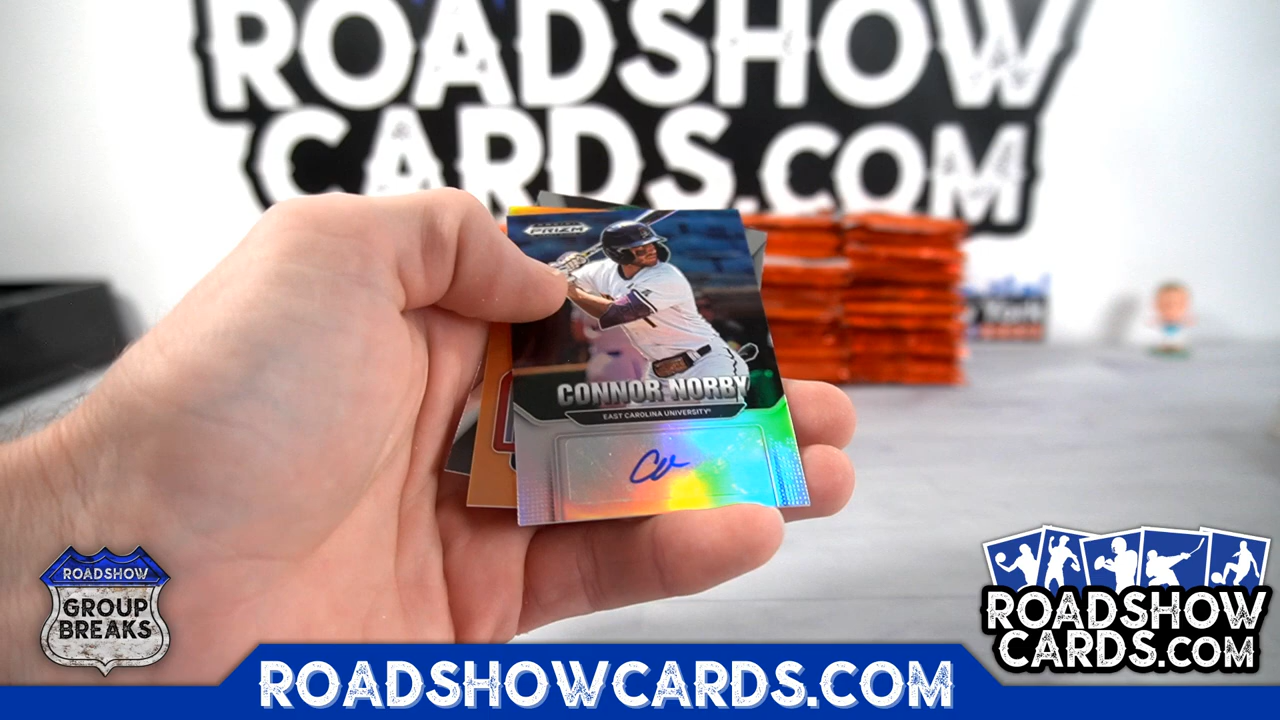 ROADSHOW
CARDS.COM
PRIZM
CONNOR NORBY
EAST CAROLINA UNIVERSITY
ROADSHOW
GROUP
BREAKS
ROADSHOWCARDS.COM
ROADSHOW
CARDS.COM